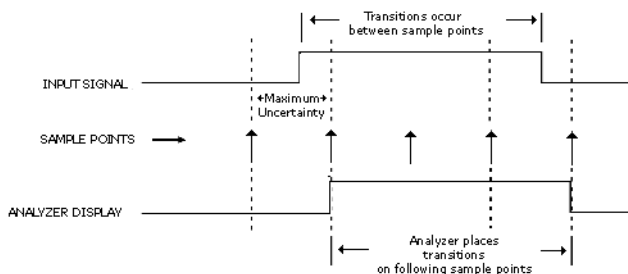 Transitions occur
between sample points
INPUT SIGNAL
Maximum
Uncertainty
SAMPLE POINTS
ANALYZER DISPLAY
Analyzer places
transitions
on following sample points